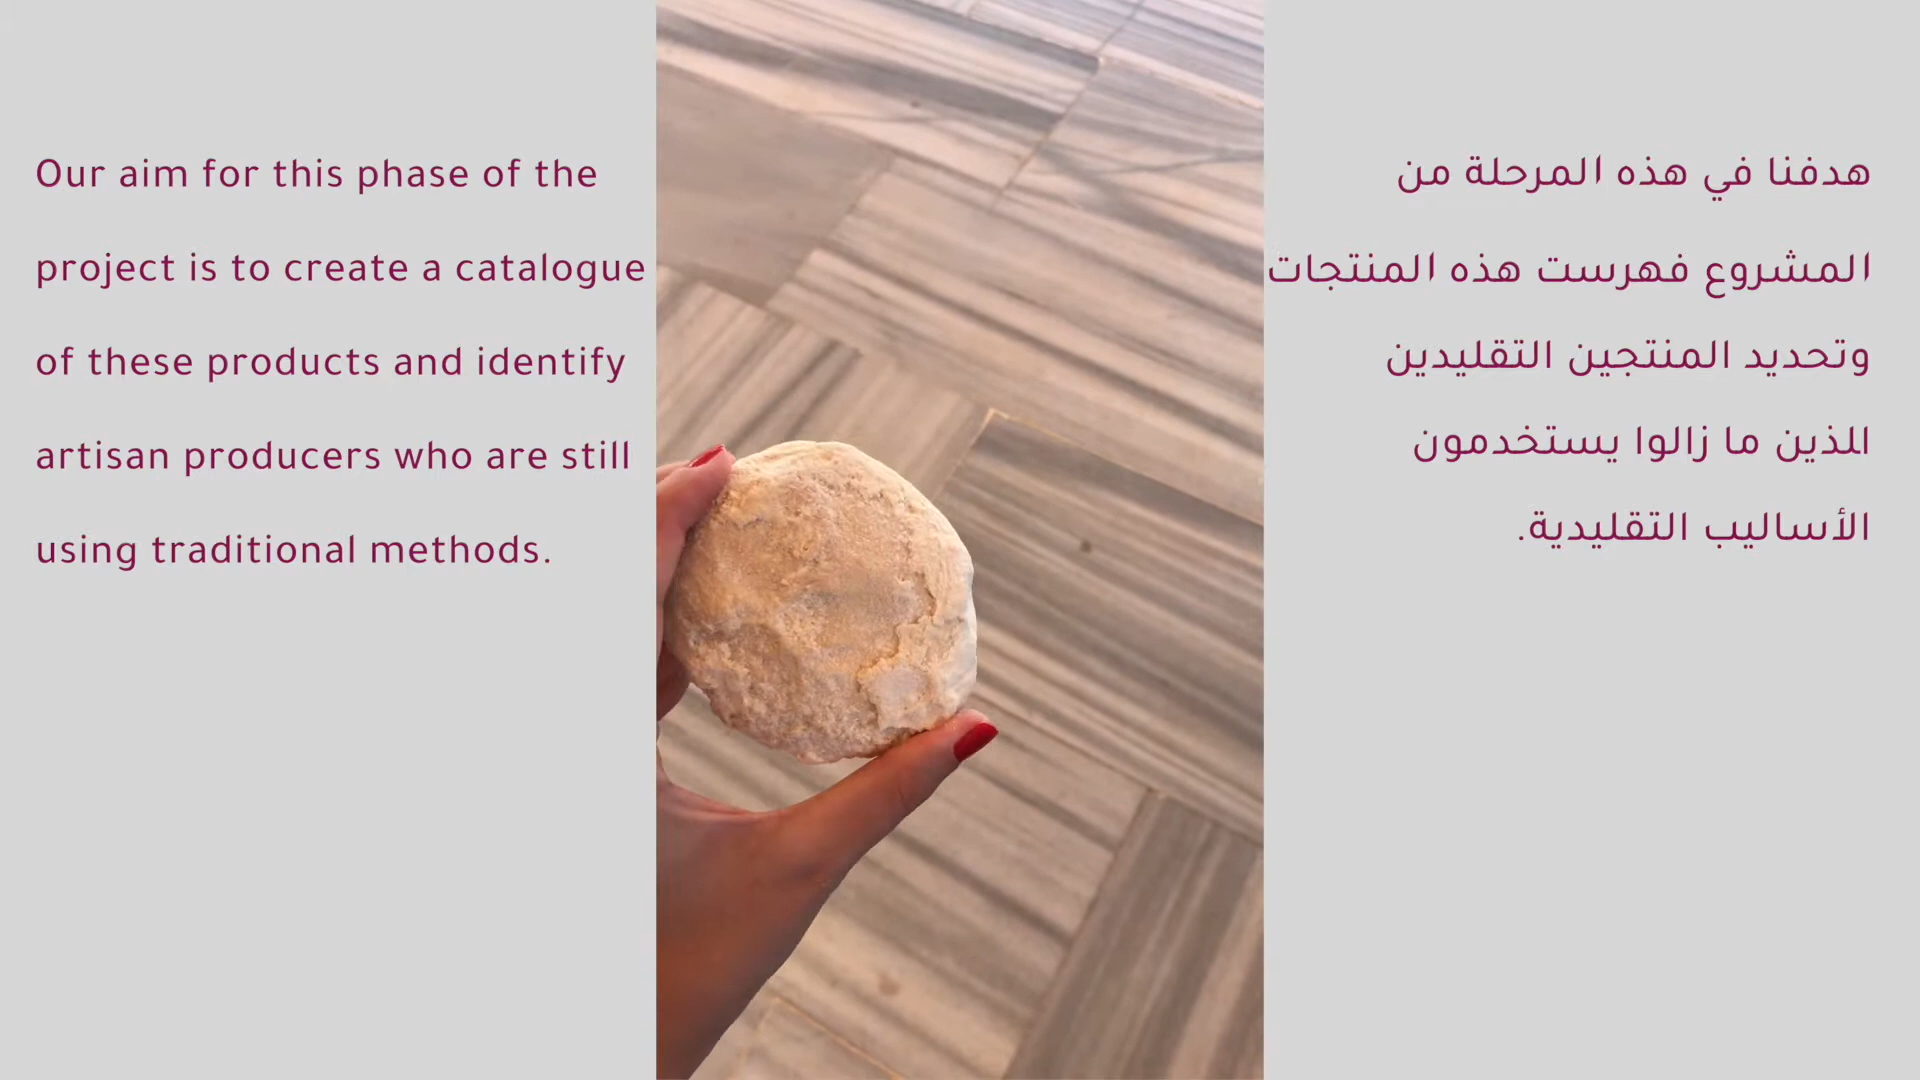 Our aim for this phase of the
project is to create a catalogue
of these products and identify
artisan producers who are still
using traditional methods.
هدفنا في هذه المرحلة من
المشروع فهرست هذه المنتجات
وتحديد المنتجين التقليدين
للذين ما زالوا يستخدمون
الأساليب التقليدية.